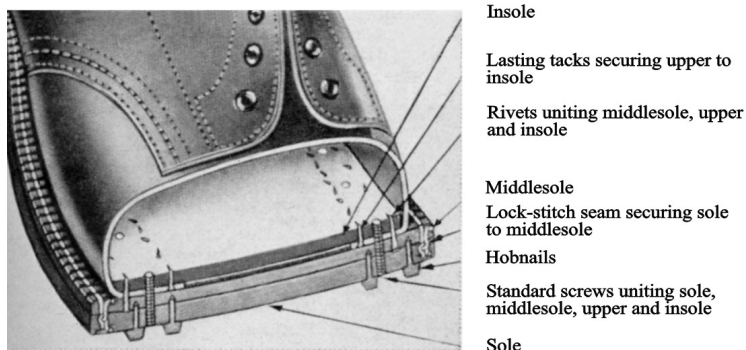 Insole
Lasting tacks securing upper to
insole
Rivets uniting middlesole, upper
and insole
Middlesole
Lock-stitch seam securing sole
to middlesole
Hobnails
Standard screws uniting sole,
middlesole, upper and insole
Sole